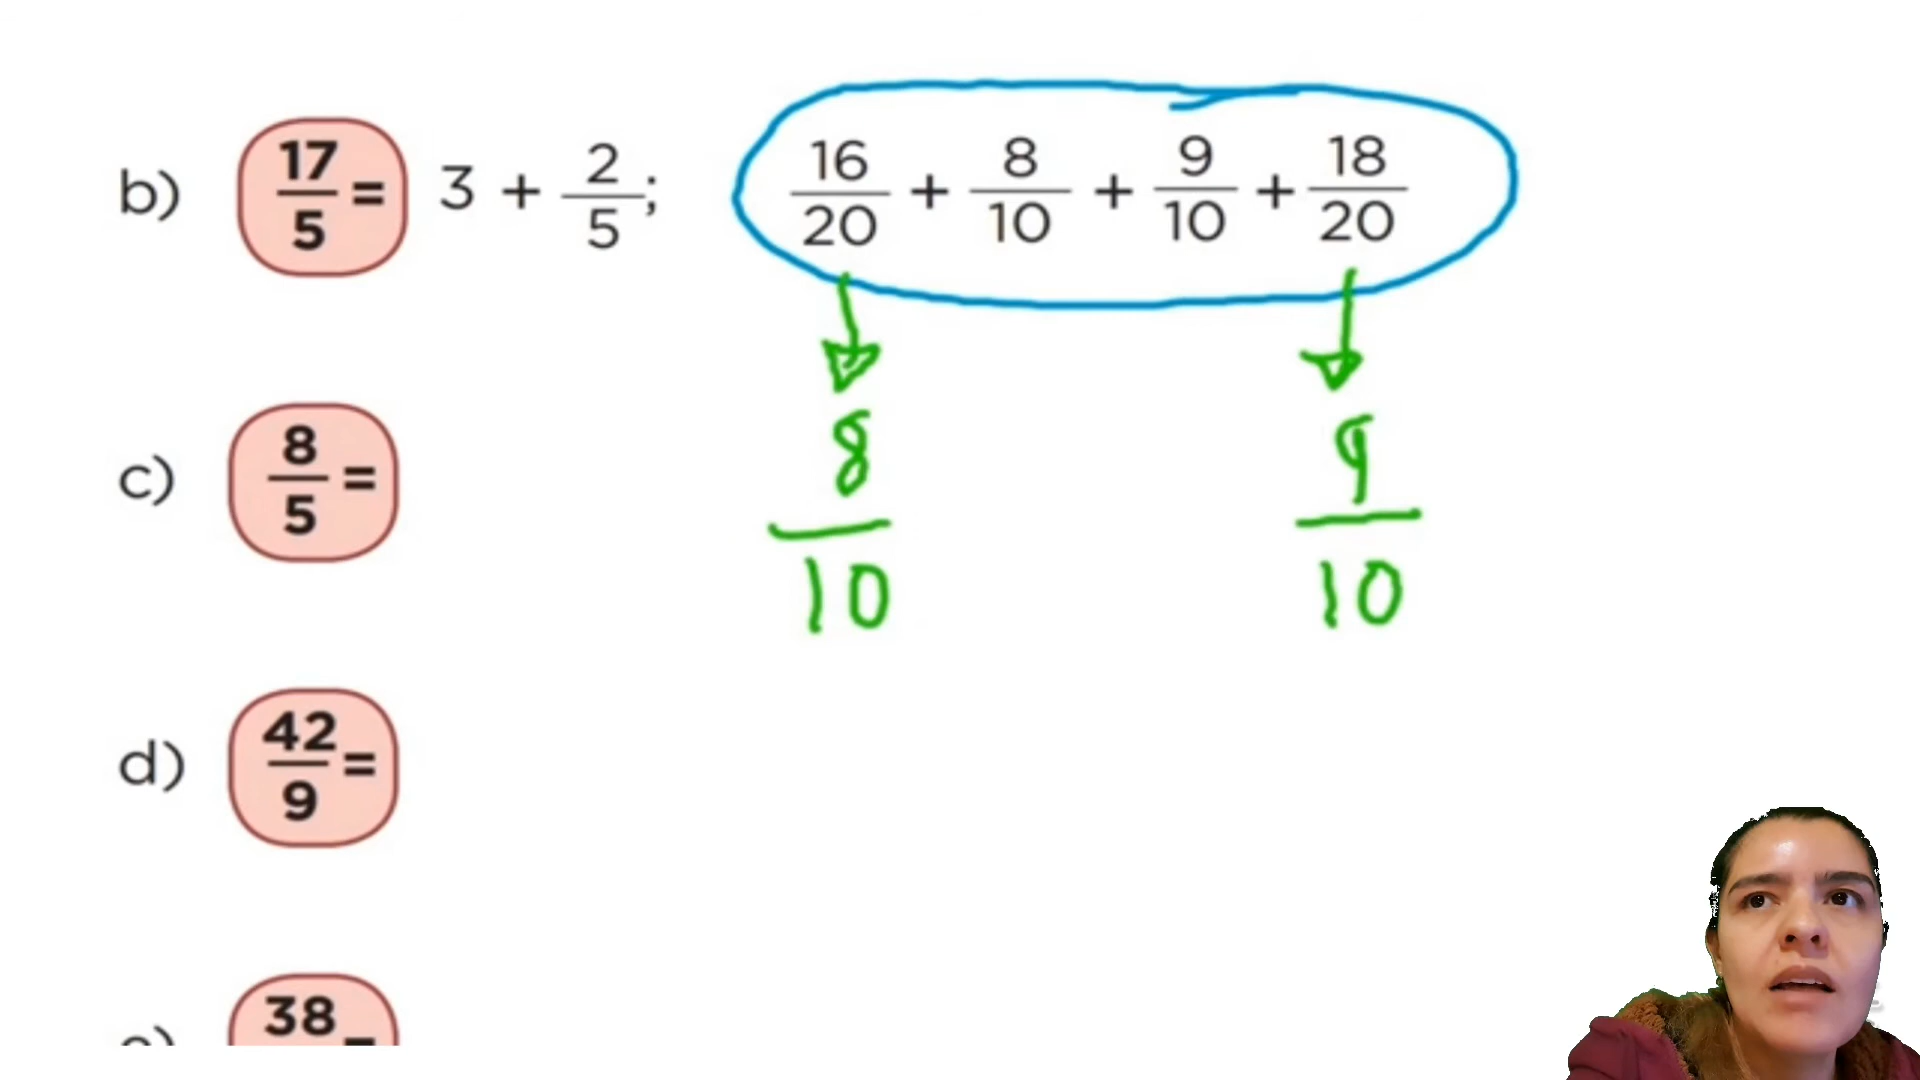 b) 17/5 = 3 + 2/5; 16/20 + 8/10 + 9/10 + 18/20
8/10 9/10
c) 8/5 =
d) 42/9 =
38